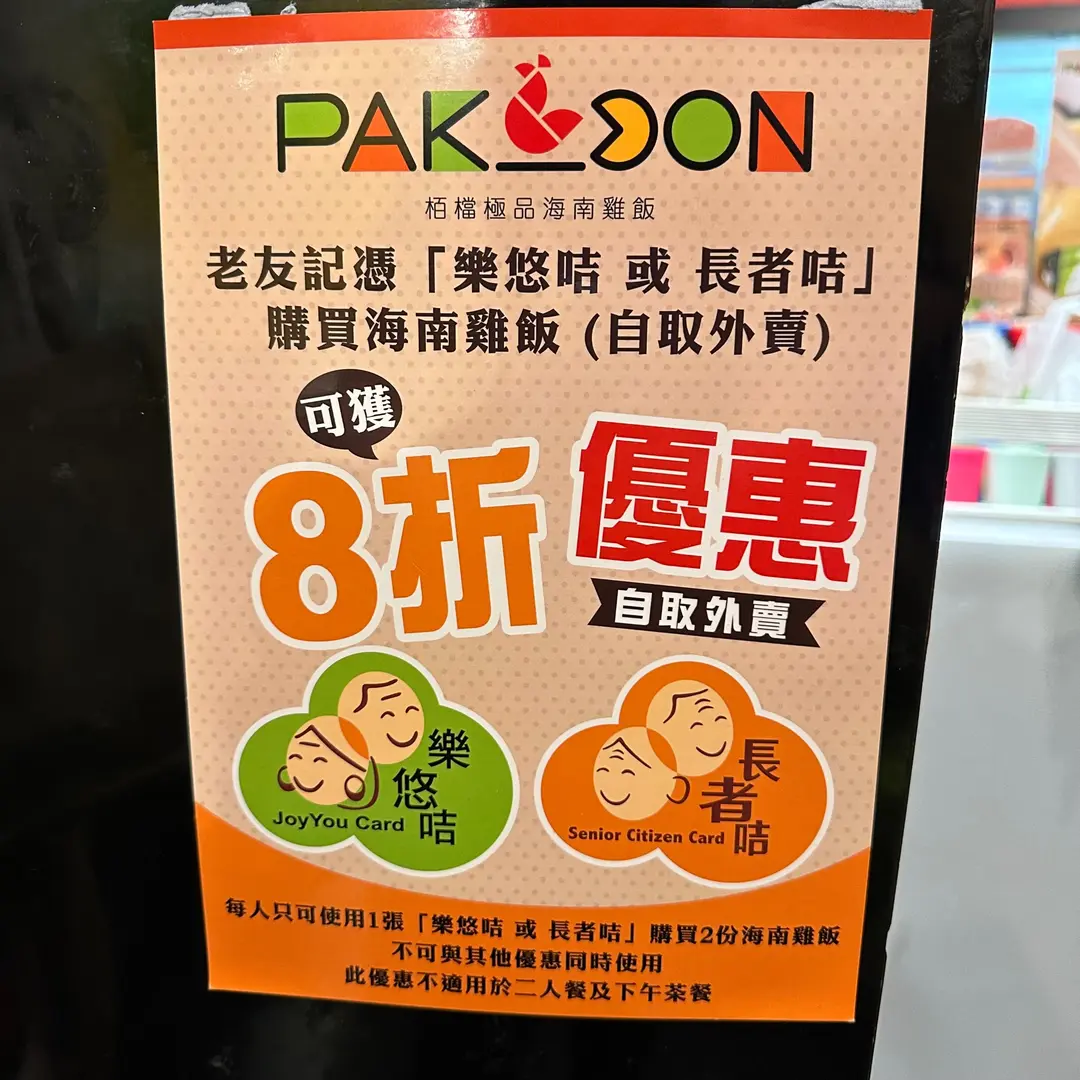 PAK DON
栢檔極品海南雞飯
老友記憑「樂悠咭 或 長者咭」
購買海南雞飯 (自取外賣)
可獲
8折 優惠
自取外賣
樂悠咭
JoyYou Card
長者咭
Senior Citizen Card
每人只可使用1張「樂悠咭 或 長者咭」購買2份海南雞飯
不可與其他優惠同時使用
此優惠不適用於二人餐及下午茶餐